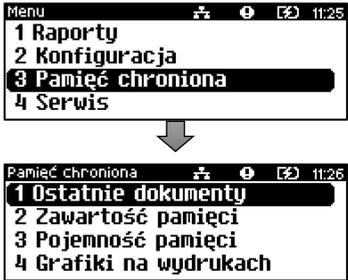 Menu 11:25
1 Raporty
2 Konfiguracja
3 Pamięć chroniona
4 Serwis
Pamięć chroniona 11:26
1 Ostatnie dokumenty
2 Zawartość pamięci
3 Pojemność pamięci
4 Grafiki na wydrukach